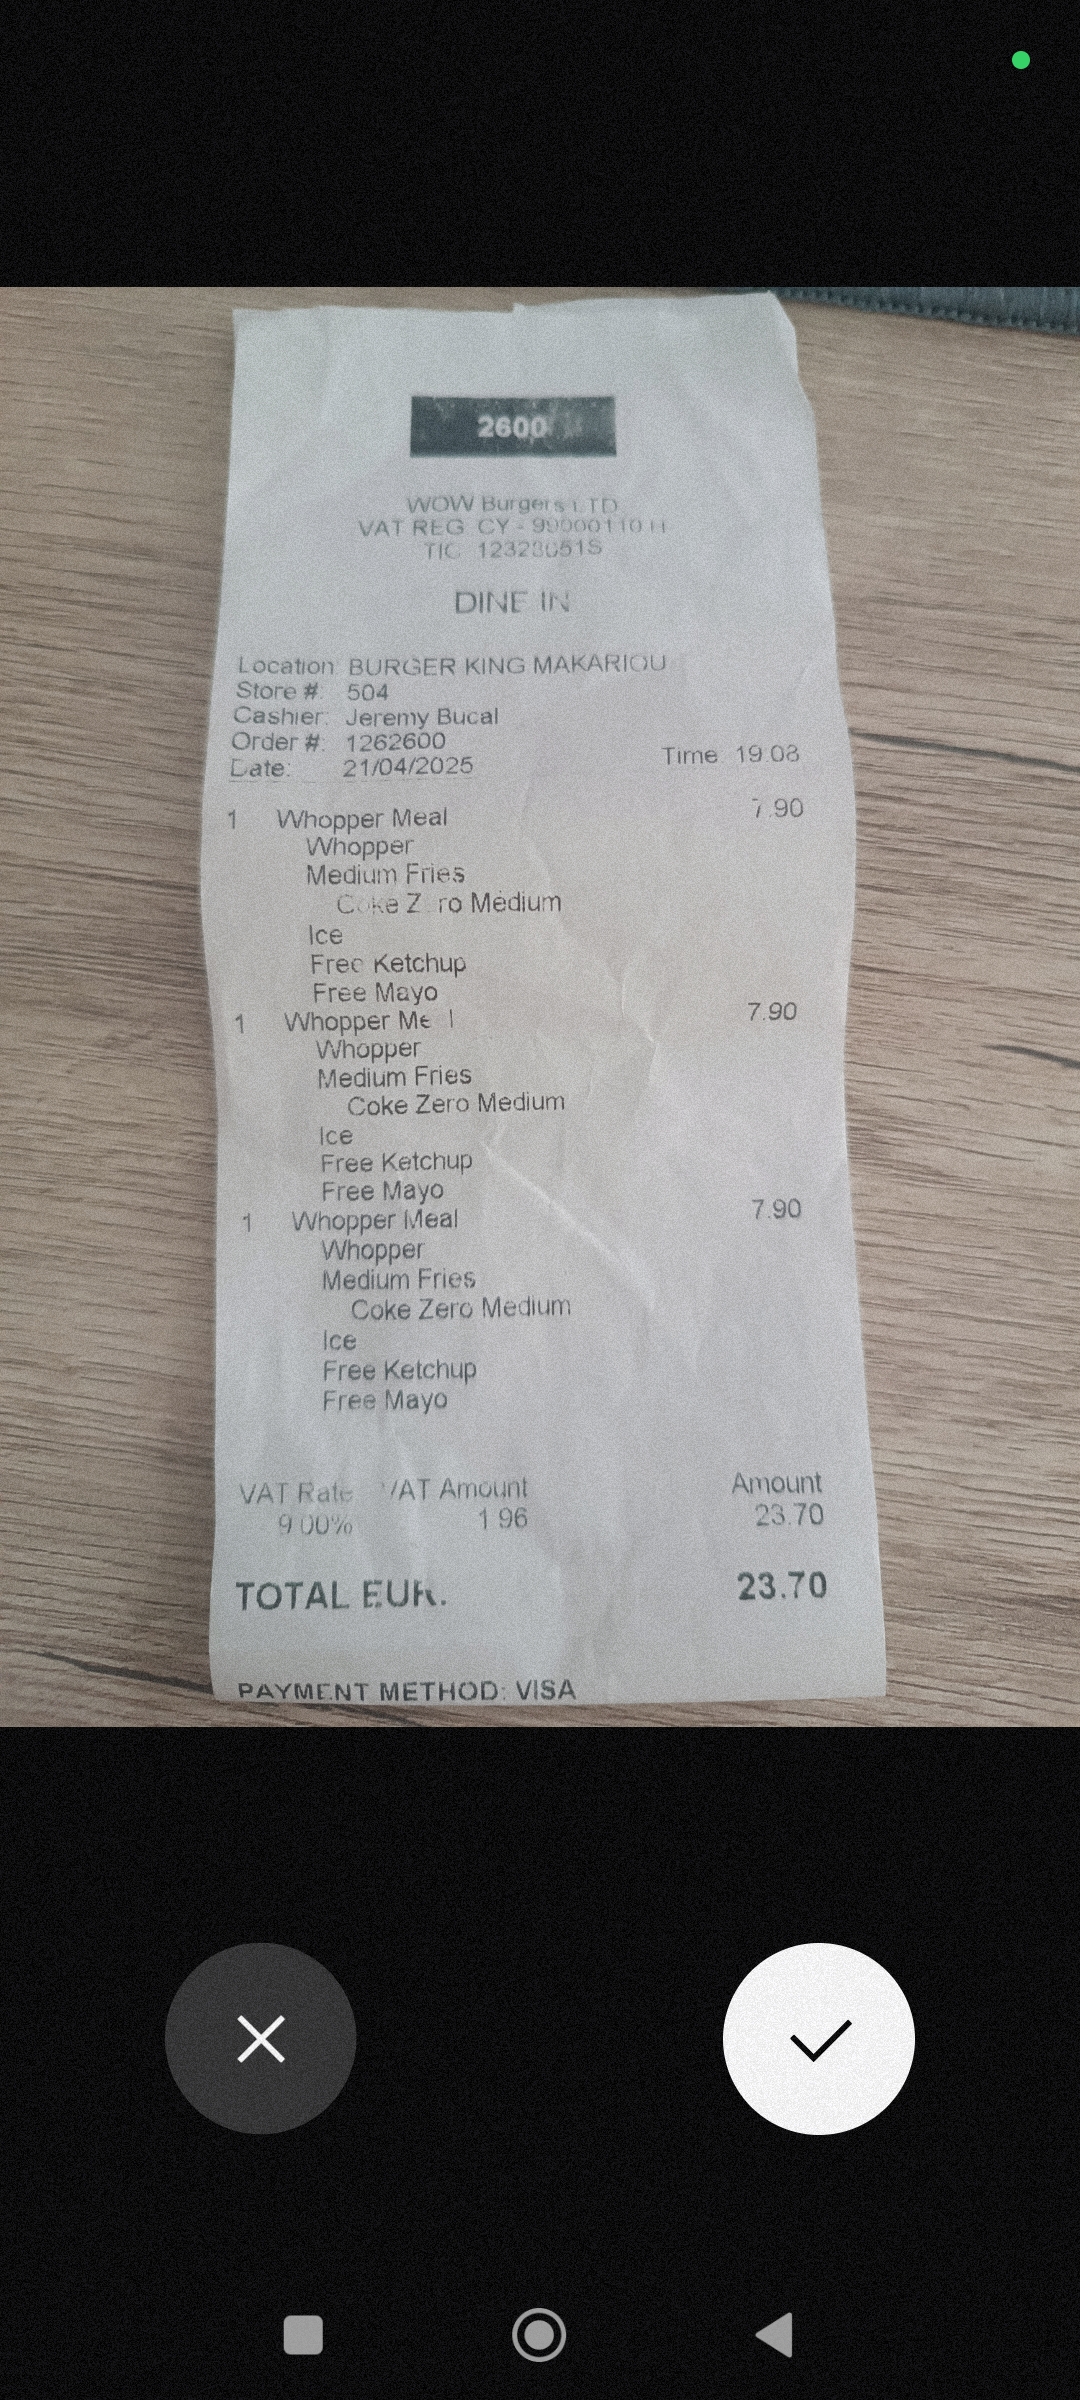 2600
WOW Burgers LTD
VAT REG CY -
TIC
DINE IN
Location: BURGER KING MAKARIOU
Store #: 504
Cashier: Jeremy Bucal
Order #: 1262600
Date: 21/04/2025 Time 19.08
1 Whopper Meal 7.90
Whopper
Medium Fries
Coke Zero Medium
Ice
Free Ketchup
Free Mayo
1 Whopper Meal 7.90
Whopper
Medium Fries
Coke Zero Medium
Ice
Free Ketchup
Free Mayo
1 Whopper Meal 7.90
Whopper
Medium Fries
Coke Zero Medium
Ice
Free Ketchup
Free Mayo
VAT Rate VAT Amount Amount
9.00% 1.96 23.70
TOTAL EUR. 23.70
PAYMENT METHOD: VISA